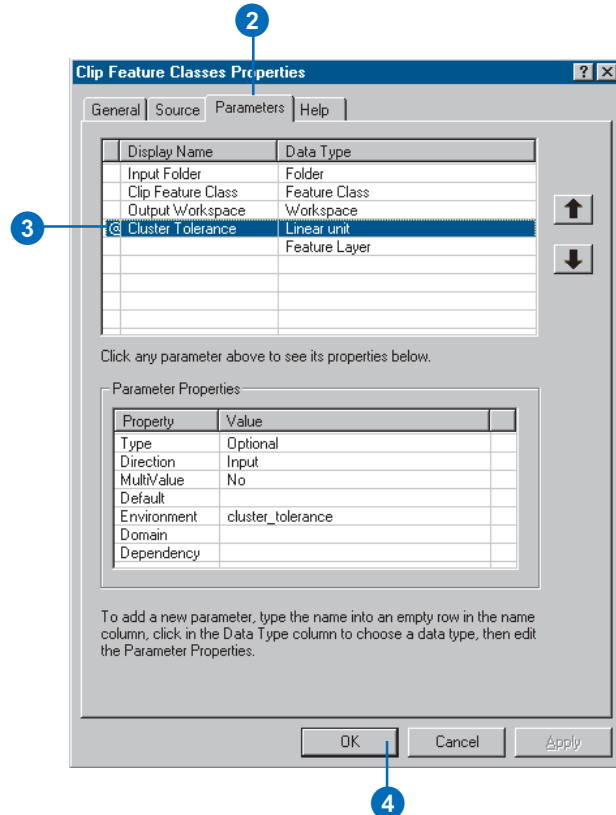 2
Clip Feature Classes Properties ? X
General Source Parameters Help
Display Name Data Type
Input Folder Folder
Clip Feature Class Feature Class
Output Workspace Workspace
3 @ Cluster Tolerance Linear unit
Feature Layer
Click any parameter above to see its properties below.
Parameter Properties
Property Value
Type Optional
Direction Input
MultiValue No
Default
Environment cluster_tolerance
Domain
Dependency
To add a new parameter, type the name into an empty row in the name
column, click in the Data Type column to choose a data type, then edit
the Parameter Properties.
OK Cancel Apply
4